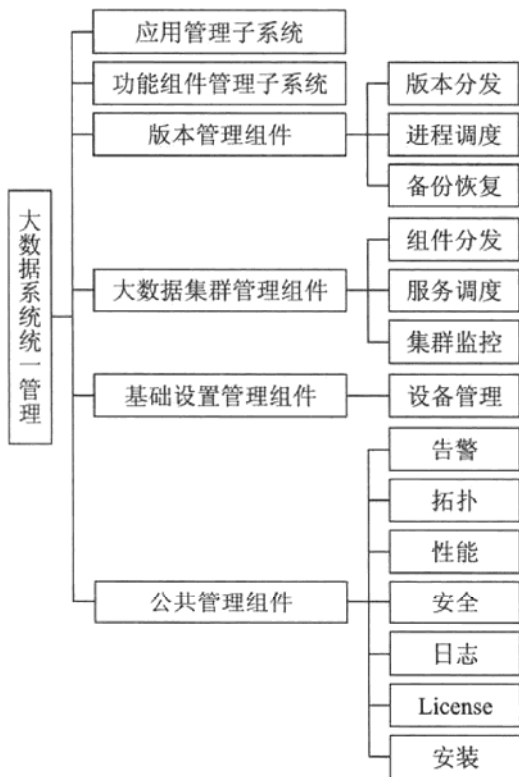 大数据系统统一管理
应用管理子系统
功能组件管理子系统
版本管理组件
版本分发
进程调度
备份恢复
大数据集群管理组件
组件分发
服务调度
集群监控
基础设置管理组件
设备管理
公共管理组件
告警
拓扑
性能
安全
日志
License
安装